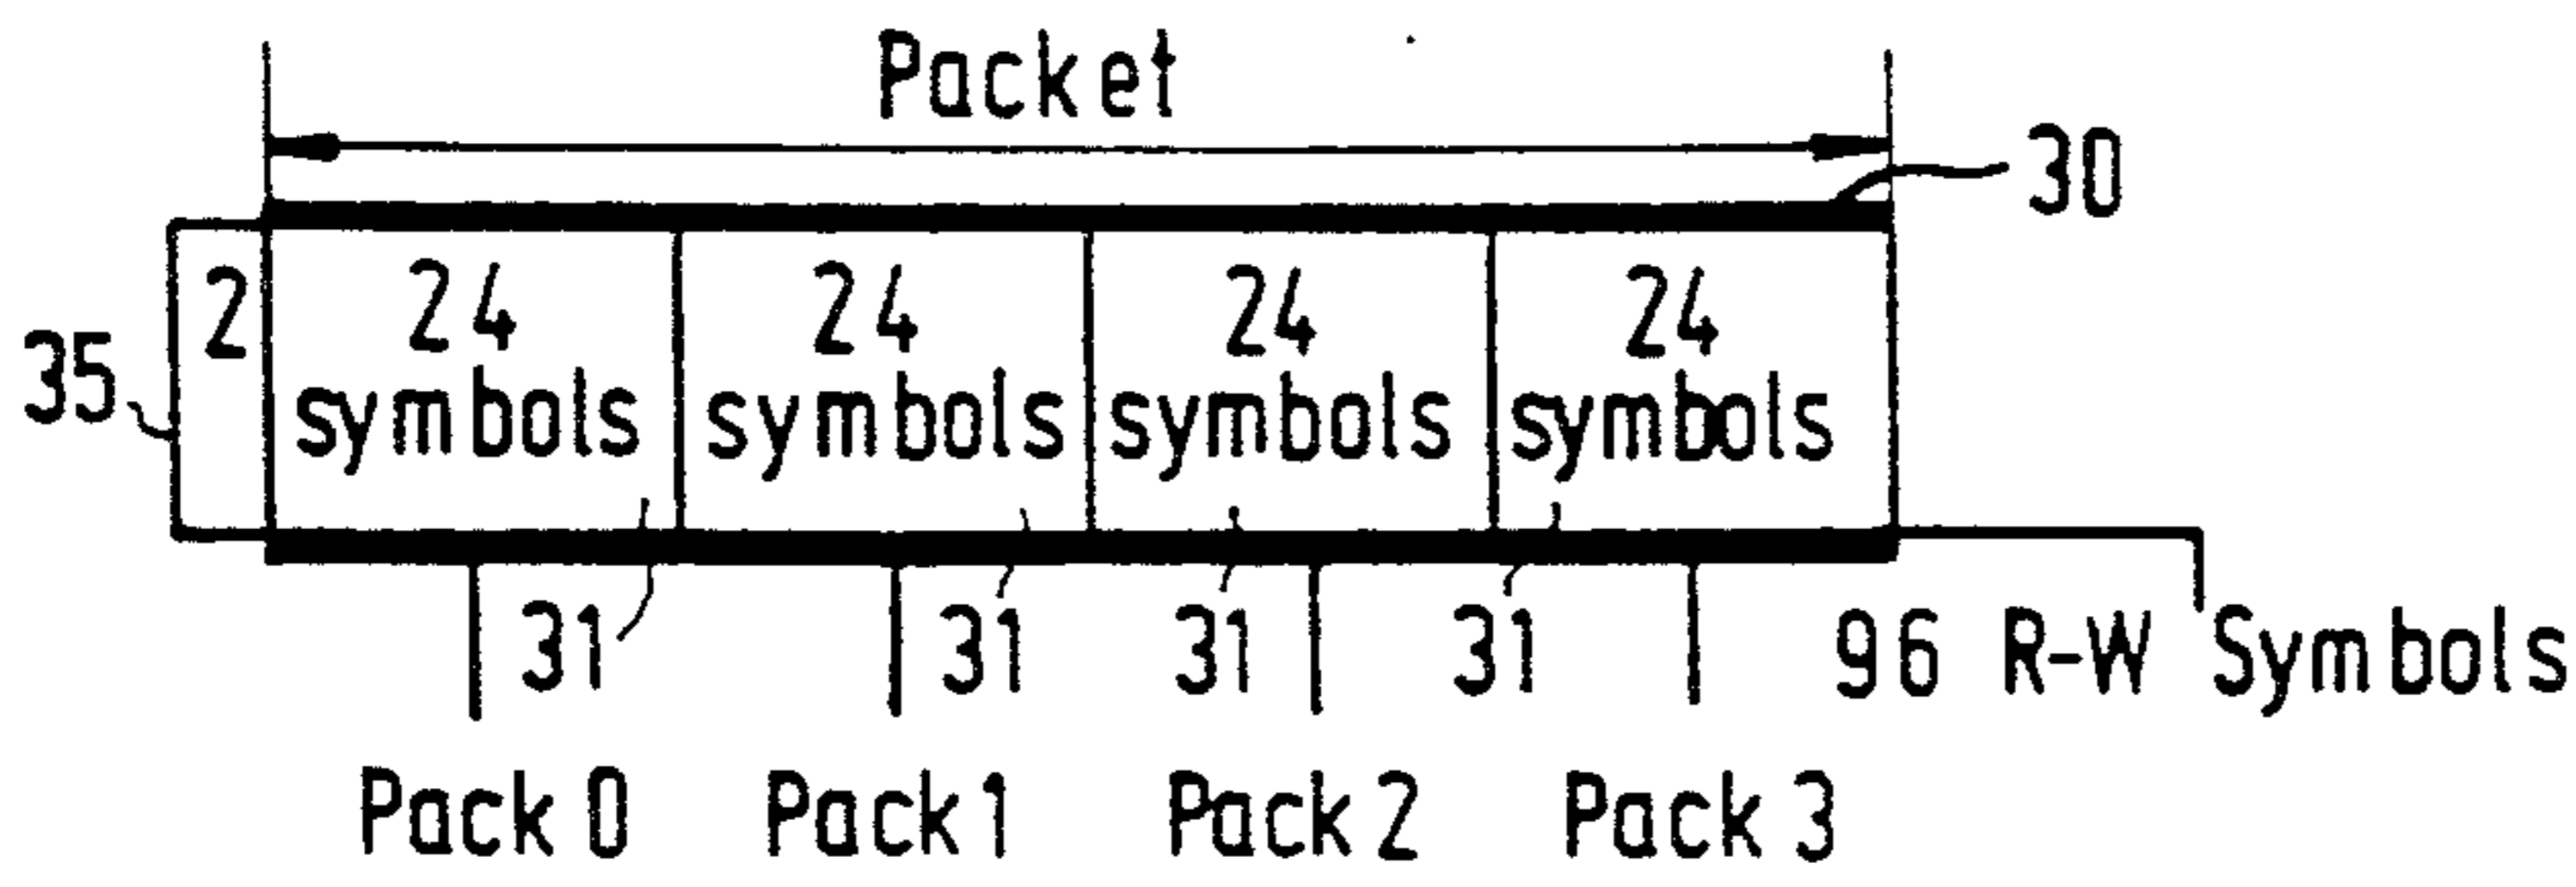 Packet
30
2 24 24 24 24
35 symbols symbols symbols symbols
31 31 31 31 96 R-W Symbols
Pack 0 Pack 1 Pack 2 Pack 3